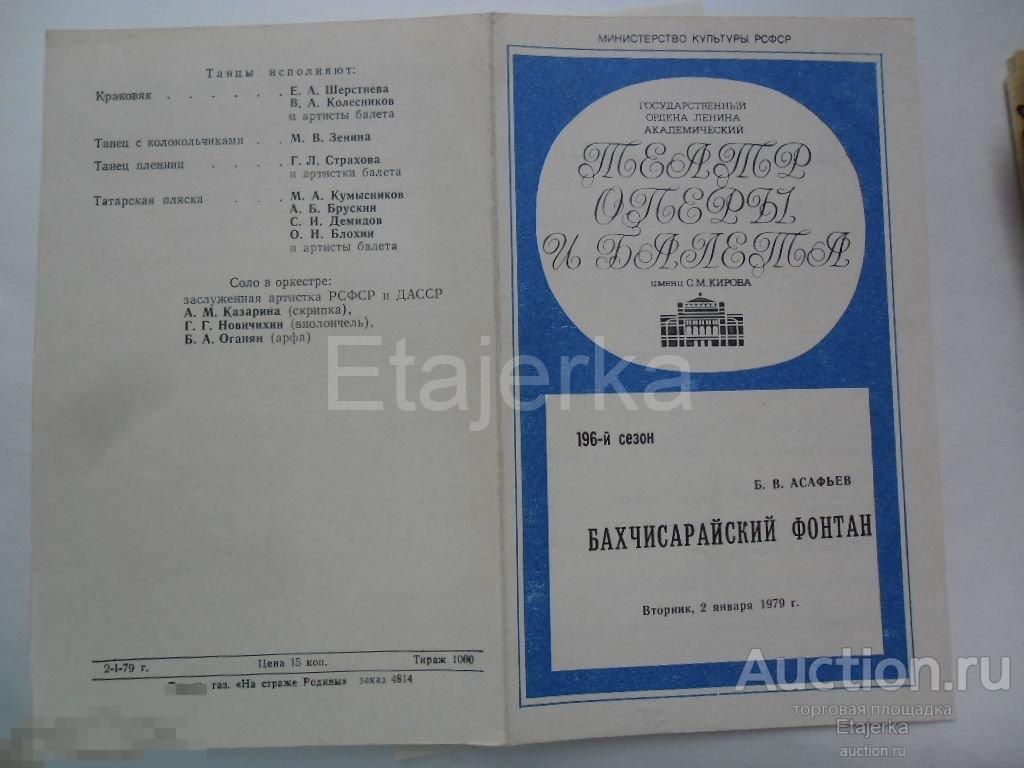 Танцы исполняют:
Краковяк . . . . . . Е. А. Шерстнева
В. А. Колесников
и артисты балета
Танец с колокольчиками . . М. В. Зенина
Танец пленниц . . . . Г. Л. Страхова
и артистки балета
Татарская пляска . . . М. А. Кумысников
А. Б. Брускин
С. И. Демидов
О. Н. Блохин
и артисты балета
Соло в оркестре:
заслуженная артистка РСФСР и ДАССР
А. М. Казарина (скрипка),
Г. Г. Новичихин (виолончель),
Б. А. Оганян (арфа)
2-I-79 г. Цена 15 коп. Тираж 1000
газ. «На страже Родины» заказ 4814
МИНИСТЕРСТВО КУЛЬТУРЫ РСФСР
ГОСУДАРСТВЕННЫЙ
ОРДЕНА ЛЕНИНА
АКАДЕМИЧЕСКИЙ
ТЕАТР
ОПЕРЫ
И БАЛЕТА
имени С.М.КИРОВА
196-й сезон
Б. В. АСАФЬЕВ
БАХЧИСАРАЙСКИЙ ФОНТАН
Вторник, 2 января 1979 г.
Etajerka
Auction.ru
торговая площадка
Etajerka
auction.ru